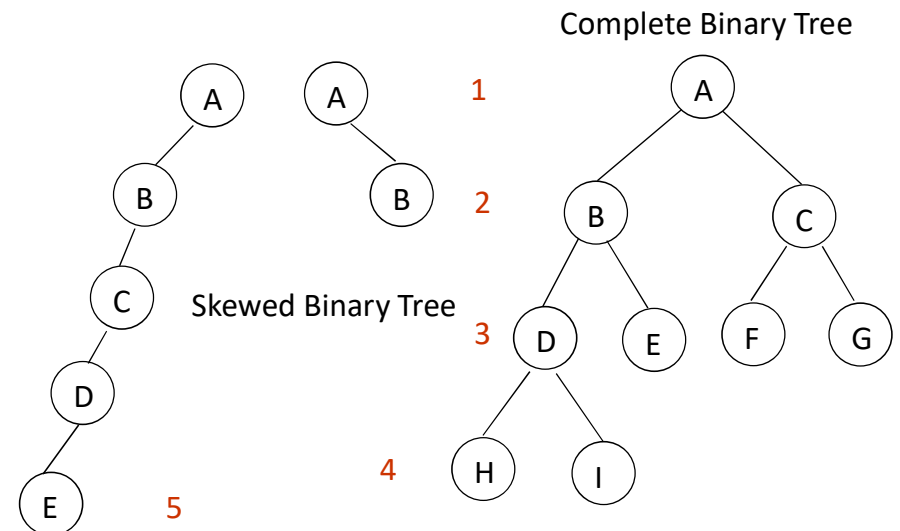 Complete Binary Tree
A A 1 A
B B 2 B C
C Skewed Binary Tree 3 D E F G
D
4 H I
E 5